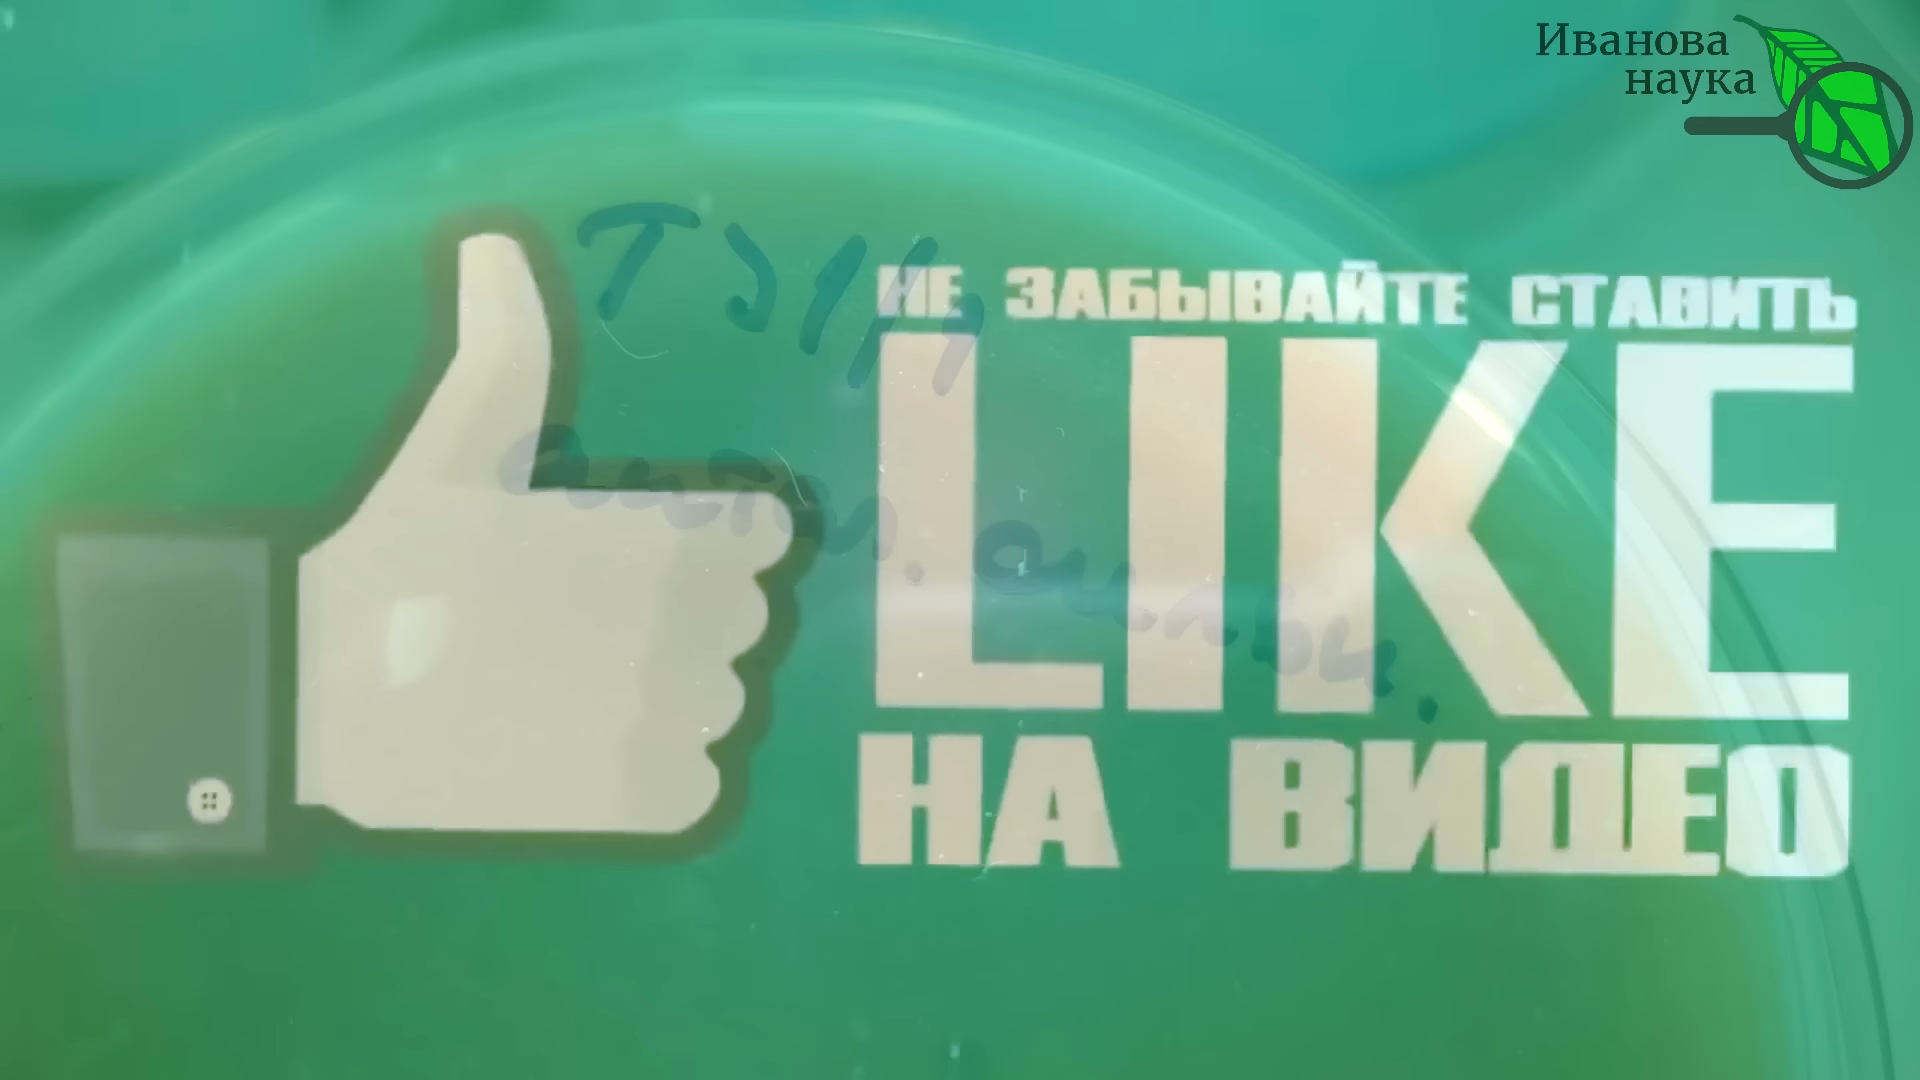 Иванова
наука
НЕ ЗАБЫВАЙТЕ СТАВИТЬ
LIKE
НА ВИДЕО